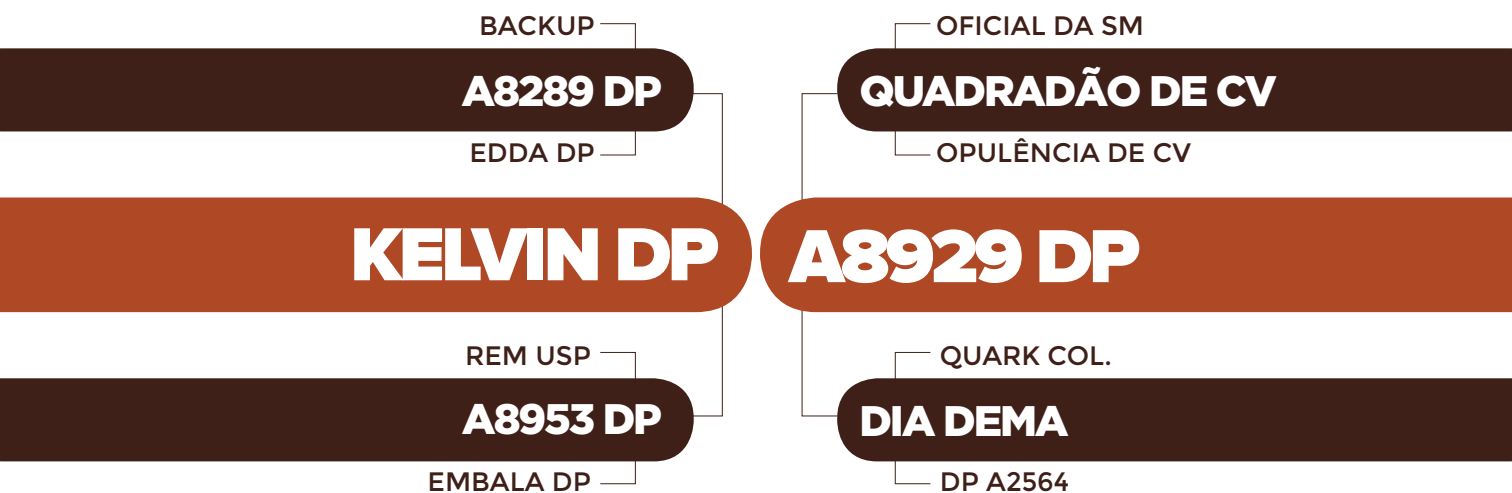 BACKUP
A8289 DP
EDDA DP
KELVIN DP
REM USP
A8953 DP
EMBALA DP
OFICIAL DA SM
QUADRADÃO DE CV
OPULÊNCIA DE CV
A8929 DP
QUARK COL.
DIA DEMA
DP A2564